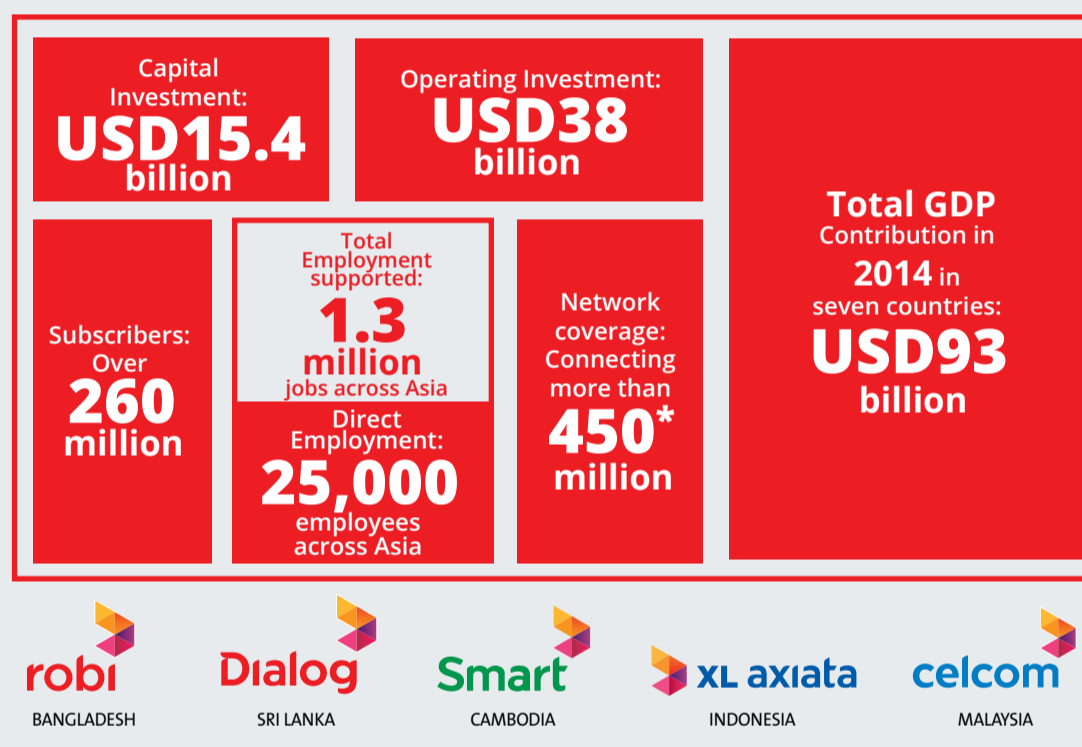 Capital
Investment:
USD15.4
billion
Operating Investment:
USD38
billion
Total GDP
Contribution in
2014 in
seven countries:
USD93
billion
Subscribers:
Over
260
million
Total
Employment
supported:
1.3
million
jobs across Asia
Direct
Employment:
25,000
employees
across Asia
Network
coverage:
Connecting
more than
450*
million
robi
BANGLADESH
Dialog
SRI LANKA
Smart
CAMBODIA
XL axiata
INDONESIA
celcom
MALAYSIA